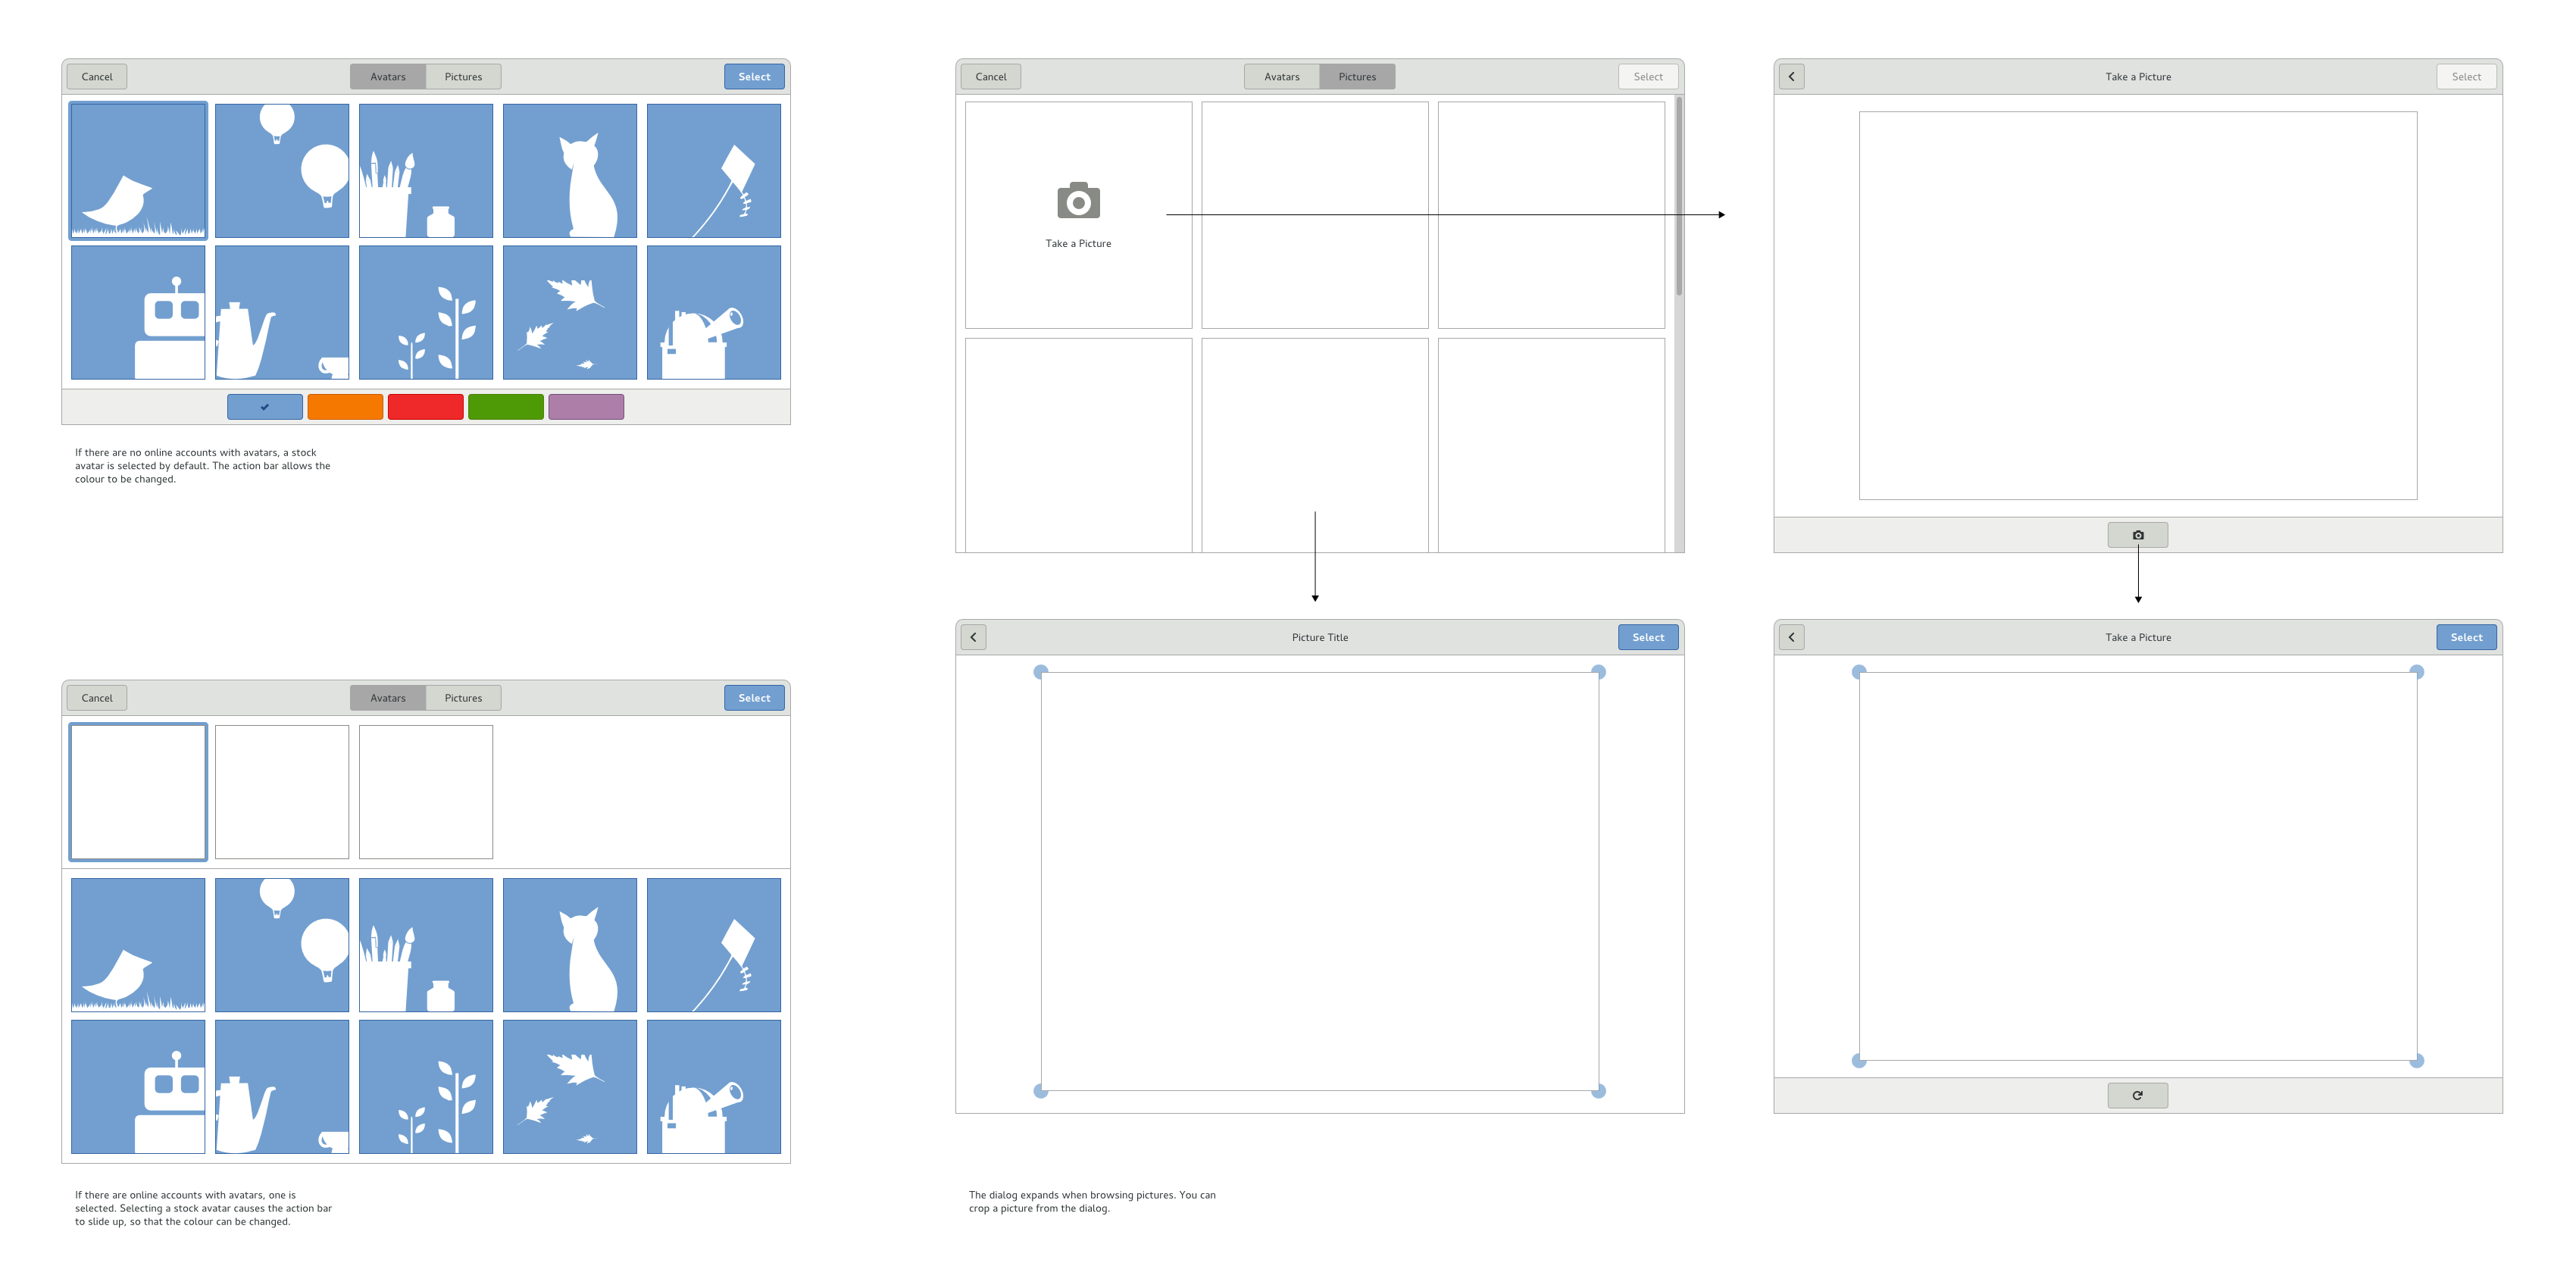 Cancel
Avatars
Pictures
Select
If there are no online accounts with avatars, a stock
avatar is selected by default. The action bar allows the
colour to be changed.
Cancel
Avatars
Pictures
Select
If there are online accounts with avatars, one is
selected. Selecting a stock avatar causes the action bar
to slide up, so that the colour can be changed.
Cancel
Avatars
Pictures
Select
Take a Picture
Take a Picture
Select
Picture Title
Select
The dialog expands when browsing pictures. You can
crop a picture from the dialog.
Take a Picture
Select